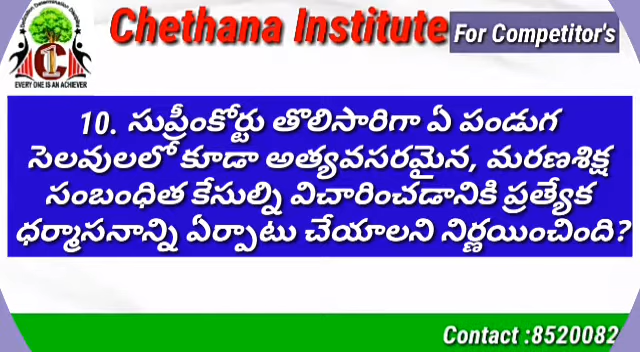 Chethana Institute For Competitor's
EVERY ONE IS AN ACHIEVER
10. సుప్రీంకోర్టు తొలిసారిగా ఏ పండుగ
సెలవులలో కూడా అత్యవసరమైన, మరణశిక్ష
సంబంధిత కేసుల్ని విచారించడానికి ప్రత్యేక
ధర్మాసనాన్ని ఏర్పాటు చేయాలని నిర్ణయించింది?
Contact :8520082